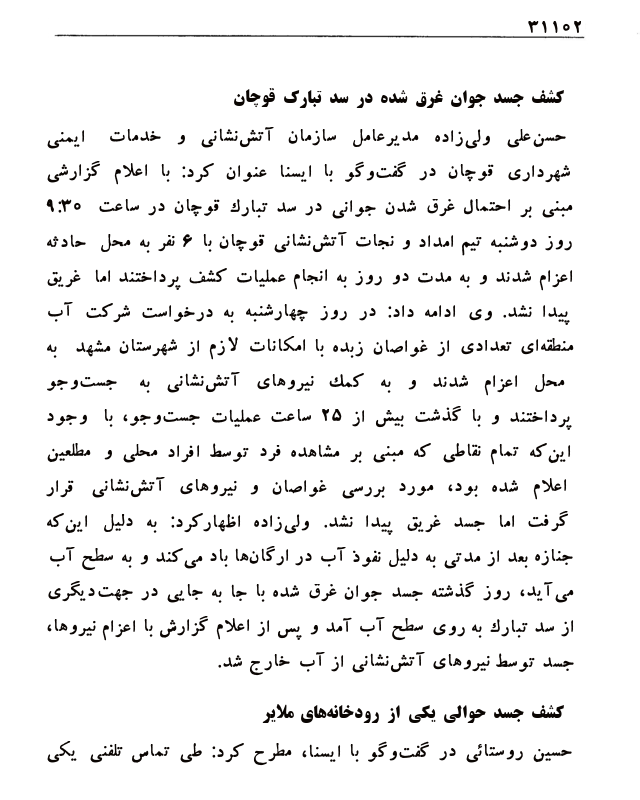 ۳۱۱۰۲
کشف جسد جوان غرق شده در سد تبارک قوچان
حسن‌علی ولی‌زاده مدیرعامل سازمان آتش‌نشانی و خدمات ایمنی
شهرداری قوچان در گفت‌وگو با ایسنا عنوان کرد: با اعلام گزارشی
مبنی بر احتمال غرق شدن جوانی در سد تبارك قوچان در ساعت ۹:۳۰
روز دوشنبه تیم امداد و نجات آتش‌نشانی قوچان با ۶ نفر به محل حادثه
اعزام شدند و به مدت دو روز به انجام عملیات کشف پرداختند اما غریق
پیدا نشد. وی ادامه داد: در روز چهارشنبه به درخواست شرکت آب
منطقه‌ای تعدادی از غواصان زبده با امکانات لازم از شهرستان مشهد به
محل اعزام شدند و به کمك نیروهای آتش‌نشانی به جست‌وجو
پرداختند و با گذشت بیش از ۲۵ ساعت عملیات جست‌وجو، با وجود
این‌که تمام نقاطی که مبنی بر مشاهده فرد توسط افراد محلی و مطلعین
اعلام شده بود، مورد بررسی غواصان و نیروهای آتش‌نشانی قرار
گرفت اما جسد غریق پیدا نشد. ولی‌زاده اظهارکرد: به دلیل این‌که
جنازه بعد از مدتی به دلیل نفوذ آب در ارگان‌ها باد می‌کند و به سطح آب
می‌آید، روز گذشته جسد جوان غرق شده با جا به جایی در جهت‌دیگری
از سد تبارك به روی سطح آب آمد و پس از اعلام گزارش با اعزام نیروها،
جسد توسط نیروهای آتش‌نشانی از آب خارج شد.
کشف جسد حوالی یکی از رودخانه‌های ملایر
حسین روستائی در گفت‌وگو با ایسنا، مطرح کرد: طی تماس تلفنی یکی